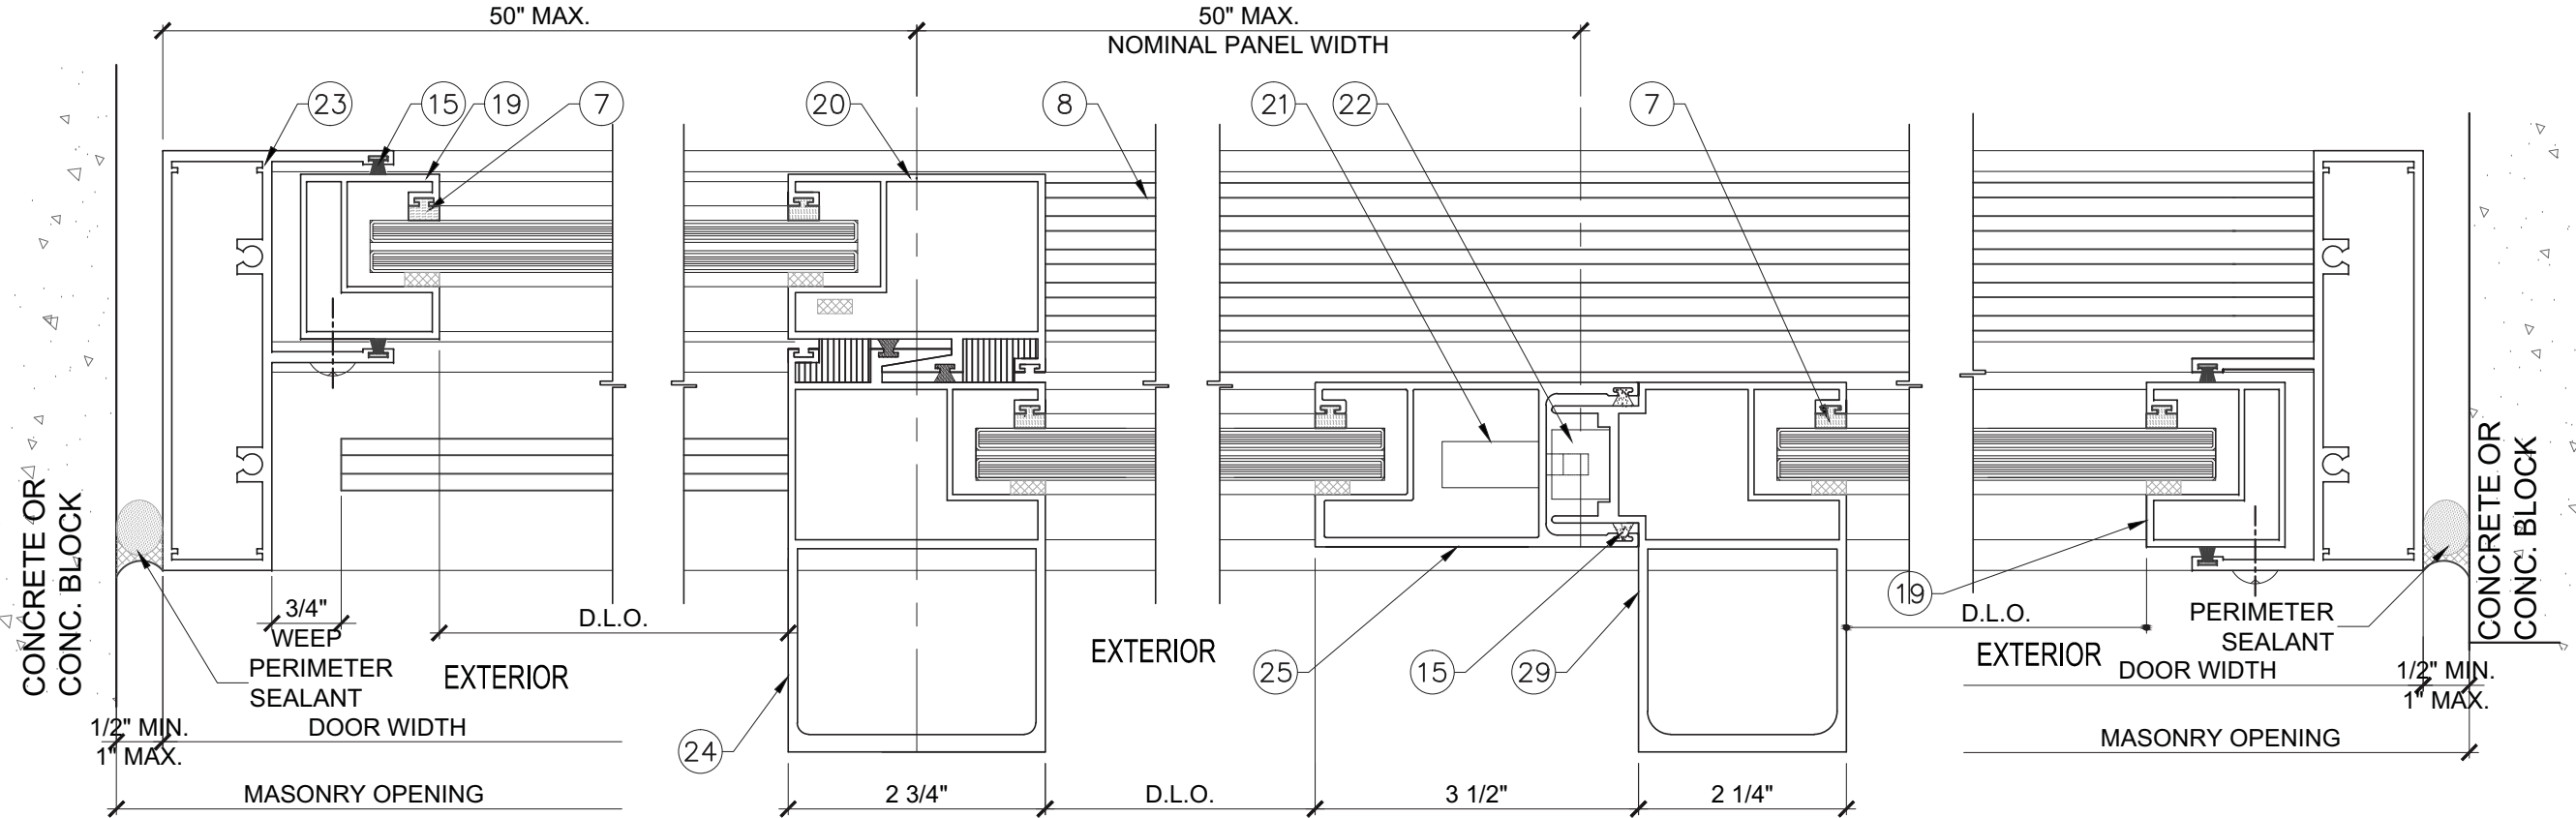 50" MAX.
50" MAX.
NOMINAL PANEL WIDTH
23
15
19
7
20
8
21
22
7
CONCRETE OR
CONC. BLOCK
CONCRETE OR
CONC. BLOCK
3/4"
WEEP
PERIMETER
SEALANT
D.L.O.
EXTERIOR
EXTERIOR
25
15
29
19
D.L.O.
EXTERIOR
PERIMETER
SEALANT
DOOR WIDTH
1/2" MIN.
1" MAX.
1/2" MIN.
1" MAX.
DOOR WIDTH
24
MASONRY OPENING
MASONRY OPENING
2 3/4"
D.L.O.
3 1/2"
2 1/4"